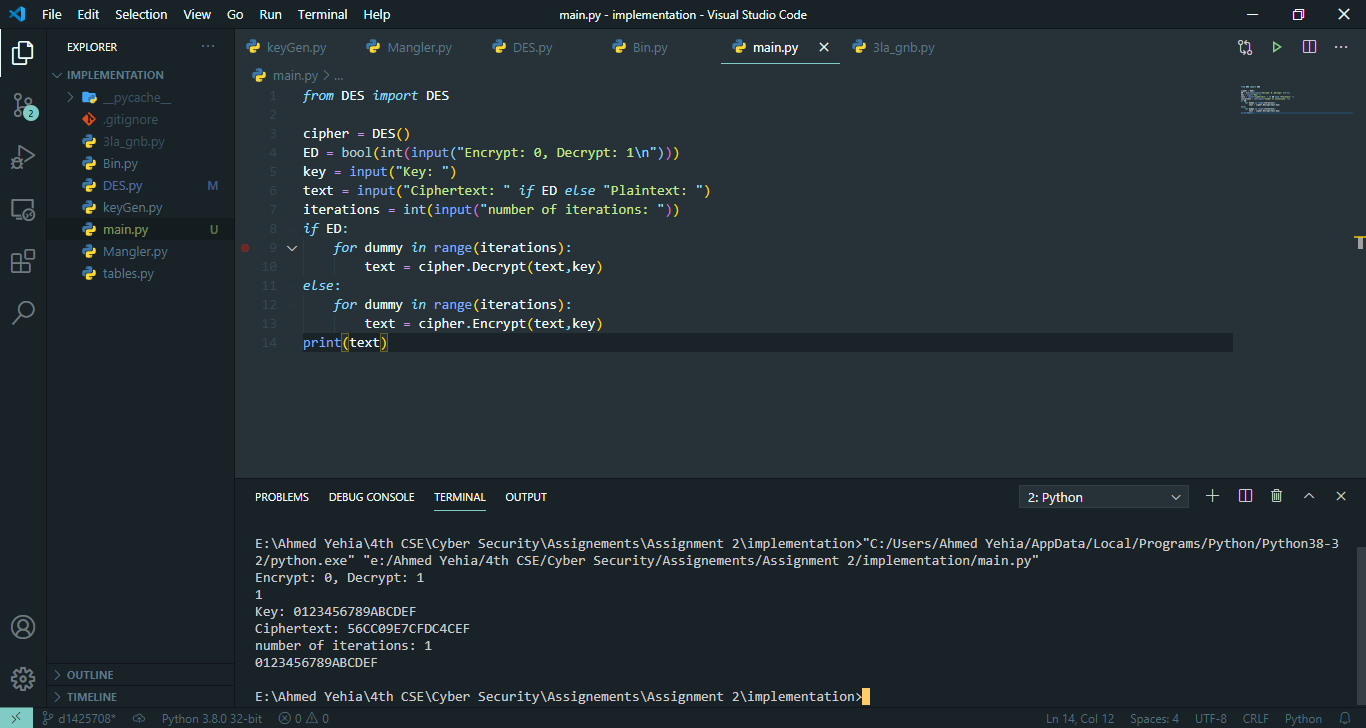 File Edit Selection View Go Run Terminal Help main.py - implementation - Visual Studio Code
EXPLORER ...
IMPLEMENTATION
__pycache__
.gitignore
3la_gnb.py
Bin.py
DES.py M
keyGen.py
main.py U
Mangler.py
tables.py
OUTLINE
TIMELINE
2
keyGen.py Mangler.py DES.py Bin.py main.py 3la_gnb.py
main.py > ...
1 from DES import DES
2
3 cipher = DES()
4 ED = bool(int(input("Encrypt: 0, Decrypt: 1\n")))
5 key = input("Key: ")
6 text = input("Ciphertext: " if ED else "Plaintext: ")
7 iterations = int(input("number of iterations: "))
8 if ED:
9     for dummy in range(iterations):
10         text = cipher.Decrypt(text,key)
11 else:
12     for dummy in range(iterations):
13         text = cipher.Encrypt(text,key)
14 print(text)
PROBLEMS DEBUG CONSOLE TERMINAL OUTPUT 2: Python
E:\Ahmed Yehia\4th CSE\Cyber Security\Assignements\Assignment 2\implementation>"C:/Users/Ahmed Yehia/AppData/Local/Programs/Python/Python38-3
2/python.exe" "e:/Ahmed Yehia/4th CSE/Cyber Security/Assignements/Assignment 2/implementation/main.py"
Encrypt: 0, Decrypt: 1
1
Key: 0123456789ABCDEF
Ciphertext: 56CC09E7CFDC4CEF
number of iterations: 1
0123456789ABCDEF
E:\Ahmed Yehia\4th CSE\Cyber Security\Assignements\Assignment 2\implementation>
d1425708* Python 3.8.0 32-bit 0 0 Ln 14, Col 12 Spaces: 4 UTF-8 CRLF Python